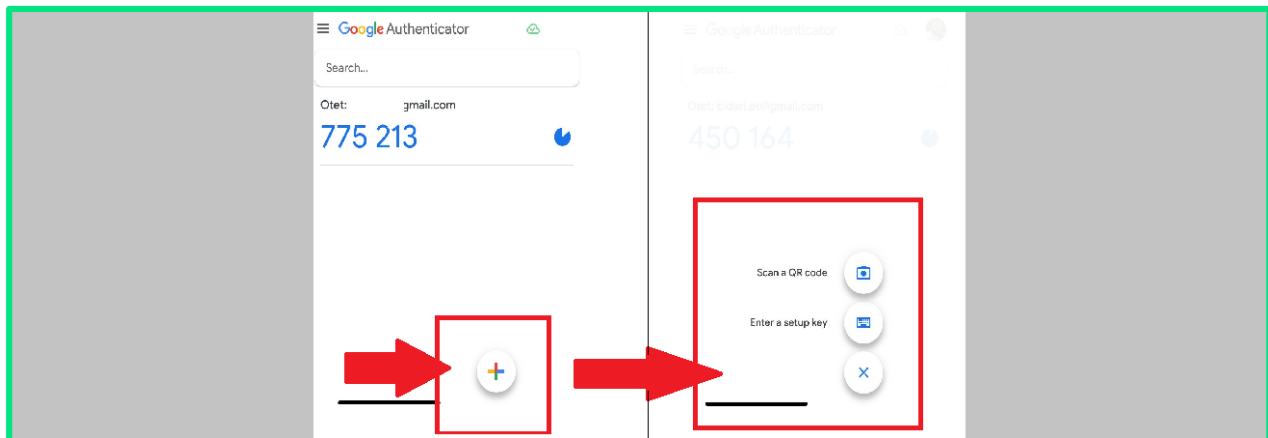 Google Authenticator
Search...
Otet: gmail.com
775 213
Google Authenticator
Search...
Otet:
450 164
Scan a QR code
Enter a setup key